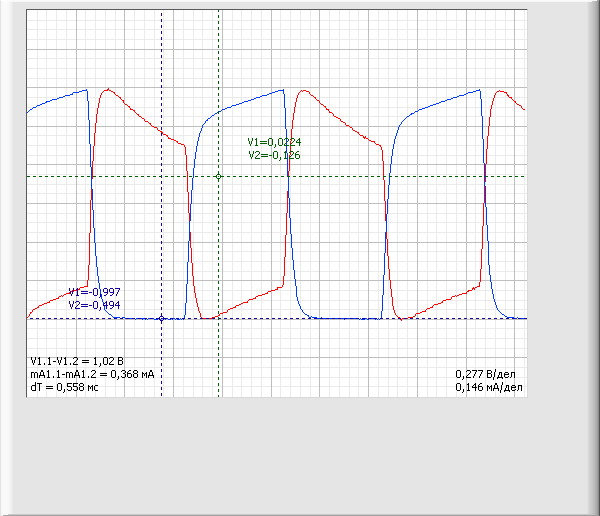 V1=0,0224
V2=-0,126
V1=-0,997
V2=-0,494
V1.1-V1.2 = 1,02 В
mA1.1-mA1.2 = 0,368 мА
dT = 0,558 мс
0,277 В/дел
0,146 мА/дел